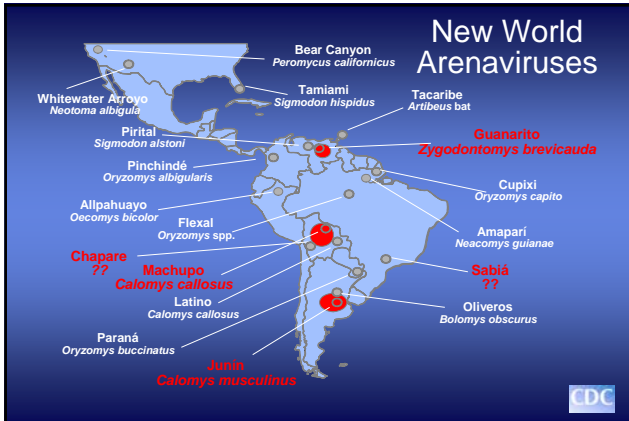 New World
Arenaviruses
Bear Canyon
Peromycus californicus
Whitewater Arroyo
Neotoma albigula
Tamiami
Sigmodon hispidus
Tacaribe
Artibeus bat
Pirital
Sigmodon alstoni
Guanarito
Zygodontomys brevicauda
Pinchindé
Oryzomys albigularis
Cupixi
Oryzomys capito
Allpahuayo
Oecomys bicolor
Flexal
Oryzomys spp.
Amaparí
Neacomys guianae
Chapare
??
Machupo
Calomys callosus
Sabiá
??
Latino
Calomys callosus
Oliveros
Bolomys obscurus
Paraná
Oryzomys buccinatus
Junin
Calomys musculinus
CDC